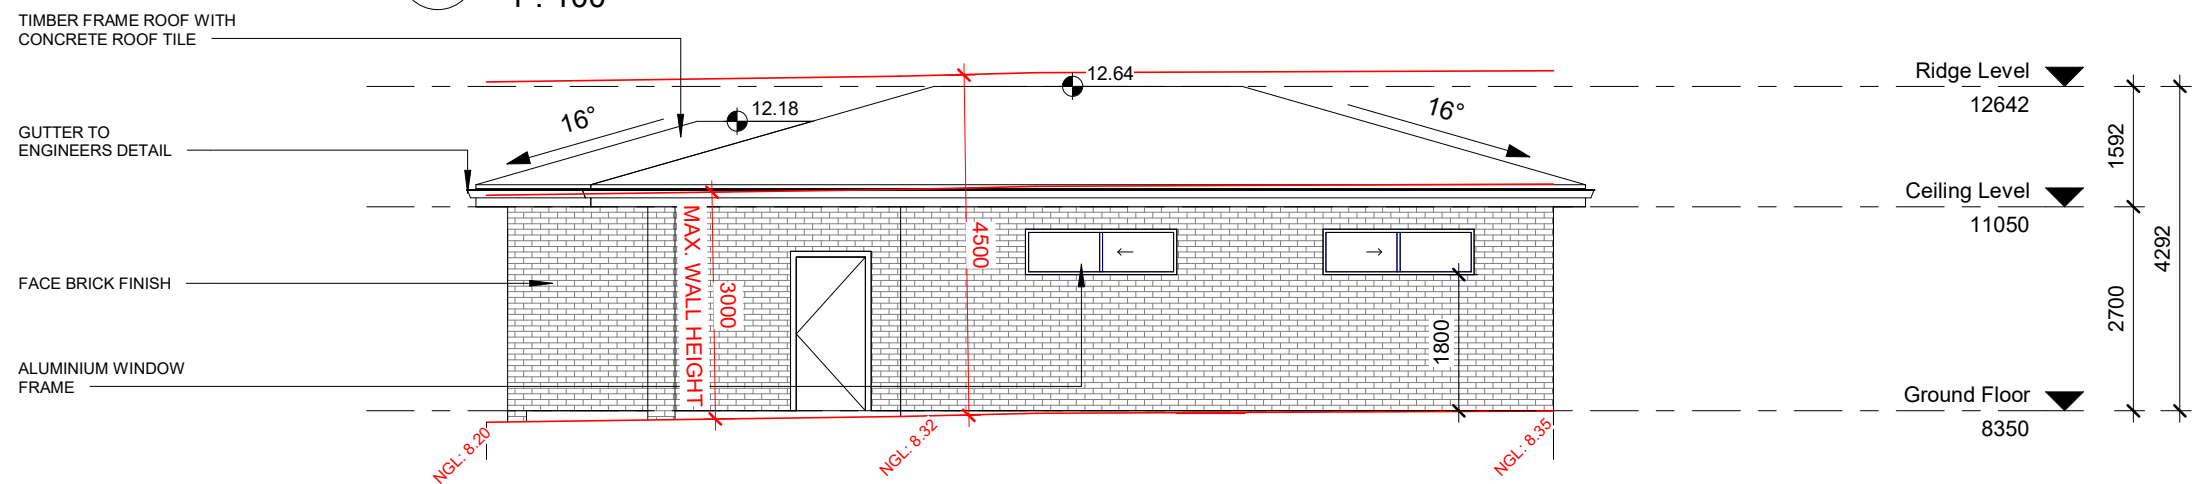 1 : 100
TIMBER FRAME ROOF WITH
CONCRETE ROOF TILE
GUTTER TO
ENGINEERS DETAIL
FACE BRICK FINISH
ALUMINIUM WINDOW
FRAME
16°
12.18
12.64
16°
MAX. WALL HEIGHT
3000
4500
1800
NGL: 8.20
NGL: 8.32
NGL: 8.35
Ridge Level
12642
Ceiling Level
11050
Ground Floor
8350
1592
2700
4292